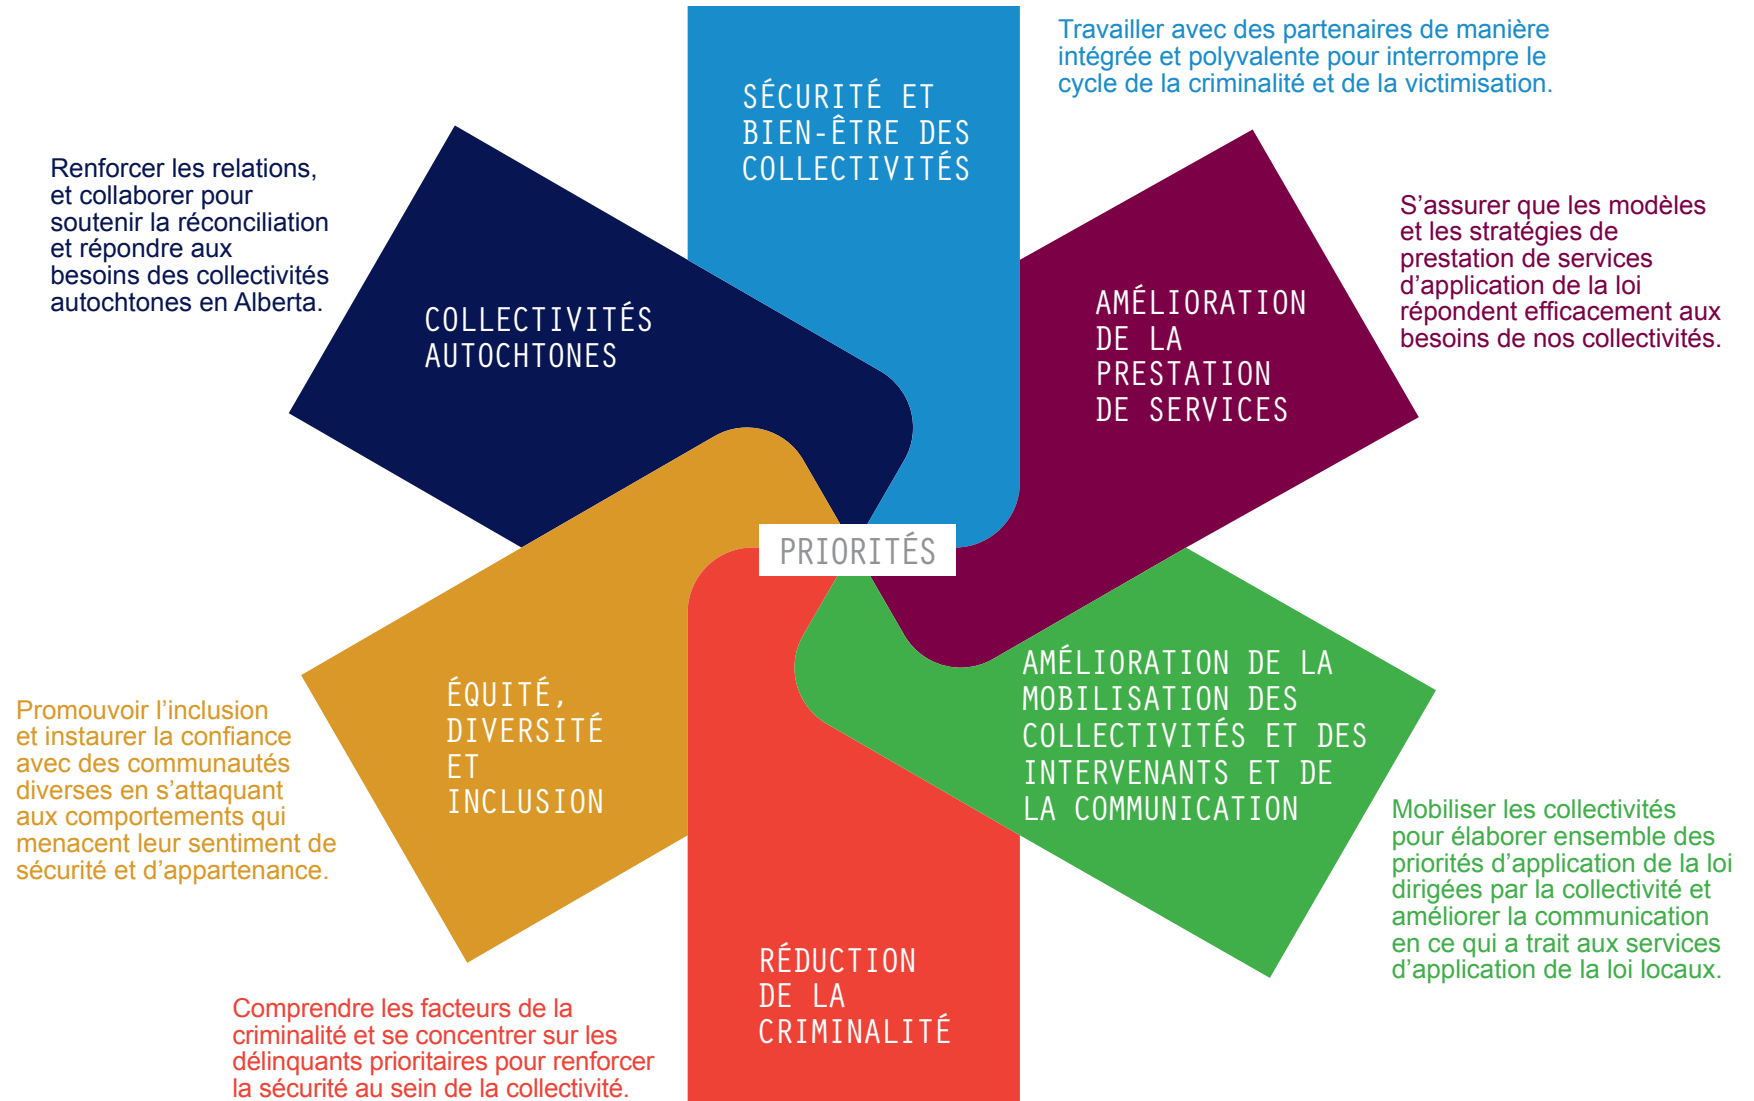 SÉCURITÉ ET
BIEN-ÊTRE DES
COLLECTIVITÉS
Travailler avec des partenaires de manière
intégrée et polyvalente pour interrompre le
cycle de la criminalité et de la victimisation.
AMÉLIORATION
DE LA
PRESTATION
DE SERVICES
S’assurer que les modèles
et les stratégies de
prestation de services
d’application de la loi
répondent efficacement aux
besoins de nos collectivités.
AMÉLIORATION DE LA
MOBILISATION DES
COLLECTIVITÉS ET DES
INTERVENANTS ET DE
LA COMMUNICATION
Mobiliser les collectivités
pour élaborer ensemble des
priorités d’application de la loi
dirigées par la collectivité et
améliorer la communication
en ce qui a trait aux services
d’application de la loi locaux.
RÉDUCTION
DE LA
CRIMINALITÉ
Comprendre les facteurs de la
criminalité et se concentrer sur les
délinquants prioritaires pour renforcer
la sécurité au sein de la collectivité.
ÉQUITÉ,
DIVERSITÉ
ET
INCLUSION
Promouvoir l’inclusion
et instaurer la confiance
avec des communautés
diverses en s'attaquant
aux comportements qui
menacent leur sentiment de
sécurité et d’appartenance.
COLLECTIVITÉS
AUTOCHTONES
Renforcer les relations,
et collaborer pour
soutenir la réconciliation
et répondre aux
besoins des collectivités
autochtones en Alberta.
PRIORITÉS